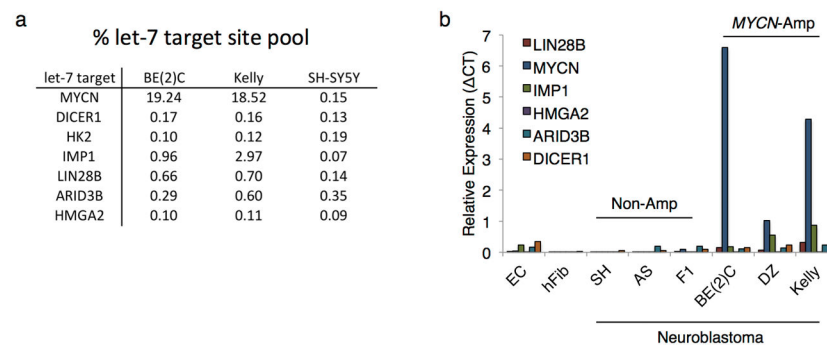 a
% let-7 target site pool
let-7 target BE(2)C Kelly SH-SY5Y
MYCN 19.24 18.52 0.15
DICER1 0.17 0.16 0.13
HK2 0.10 0.12 0.19
IMP1 0.96 2.97 0.07
LIN28B 0.66 0.70 0.14
ARID3B 0.29 0.60 0.35
HMGA2 0.10 0.11 0.09
b
MYCN-Amp
Relative Expression (ΔCT)
7
6
5
4
3
2
1
0
LIN28B
MYCN
IMP1
HMGA2
ARID3B
DICER1
Non-Amp
EC
hFib
SH
AS
F1
BE(2)C
DZ
Kelly
Neuroblastoma